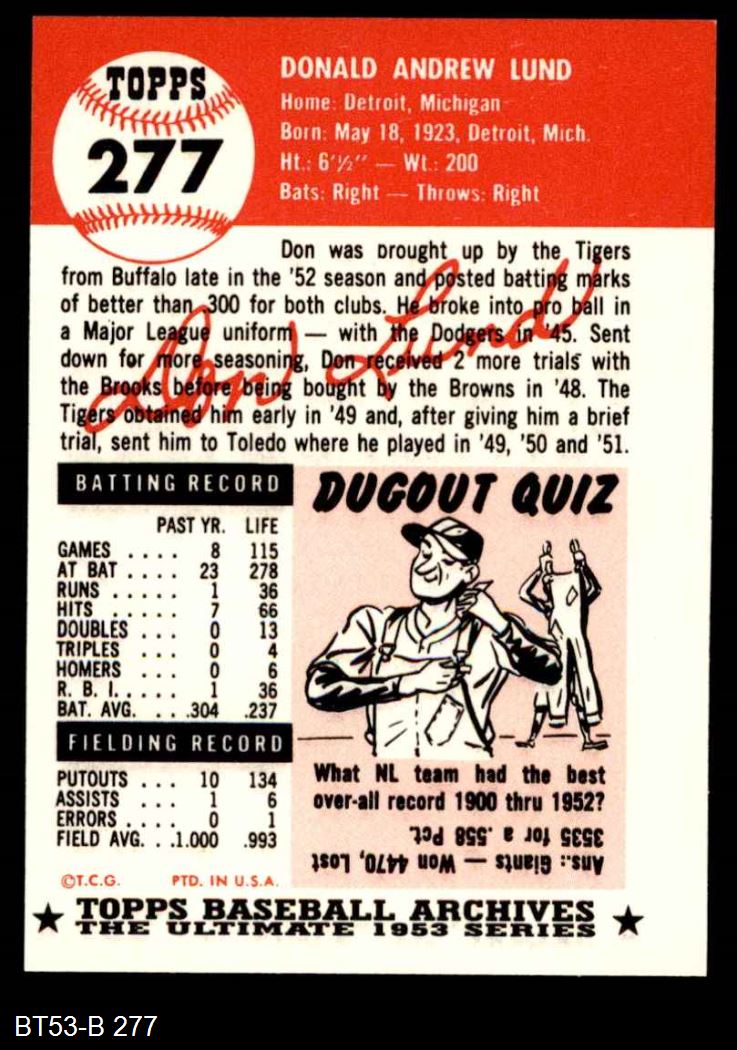 TOPPS
277
DONALD ANDREW LUND
Home: Detroit, Michigan
Born: May 18, 1923, Detroit, Mich.
Ht.: 6'½" — Wt.: 200
Bats: Right — Throws: Right
Don was brought up by the Tigers
from Buffalo late in the '52 season and posted batting marks
of better than .300 for both clubs. He broke into pro ball in
a Major League uniform — with the Dodgers in '45. Sent
down for more seasoning, Don received 2 more trials with
the Brooks before being bought by the Browns in '48. The
Tigers obtained him early in '49 and, after giving him a brief
trial, sent him to Toledo where he played in '49, '50 and '51.
Don Lund
BATTING RECORD
PAST YR. LIFE
GAMES .... 8 115
AT BAT .... 23 278
RUNS ..... 1 36
HITS ..... 7 66
DOUBLES ... 0 13
TRIPLES ... 0 4
HOMERS ... 0 6
R. B. I. .... 1 36
BAT. AVG. ...304 .237
FIELDING RECORD
PUTOUTS ... 10 134
ASSISTS ... 1 6
ERRORS .... 0 1
FIELD AVG. ..1.000 .993
DUGOUT QUIZ
What NL team had the best
over-all record 1900 thru 1952?
Ans.: Giants — Won 4470, Lost
3535 for a .558 Pct.
©T.C.G. PTD. IN U.S.A.
★ TOPPS BASEBALL ARCHIVES ★
THE ULTIMATE 1953 SERIES
BT53-B 277